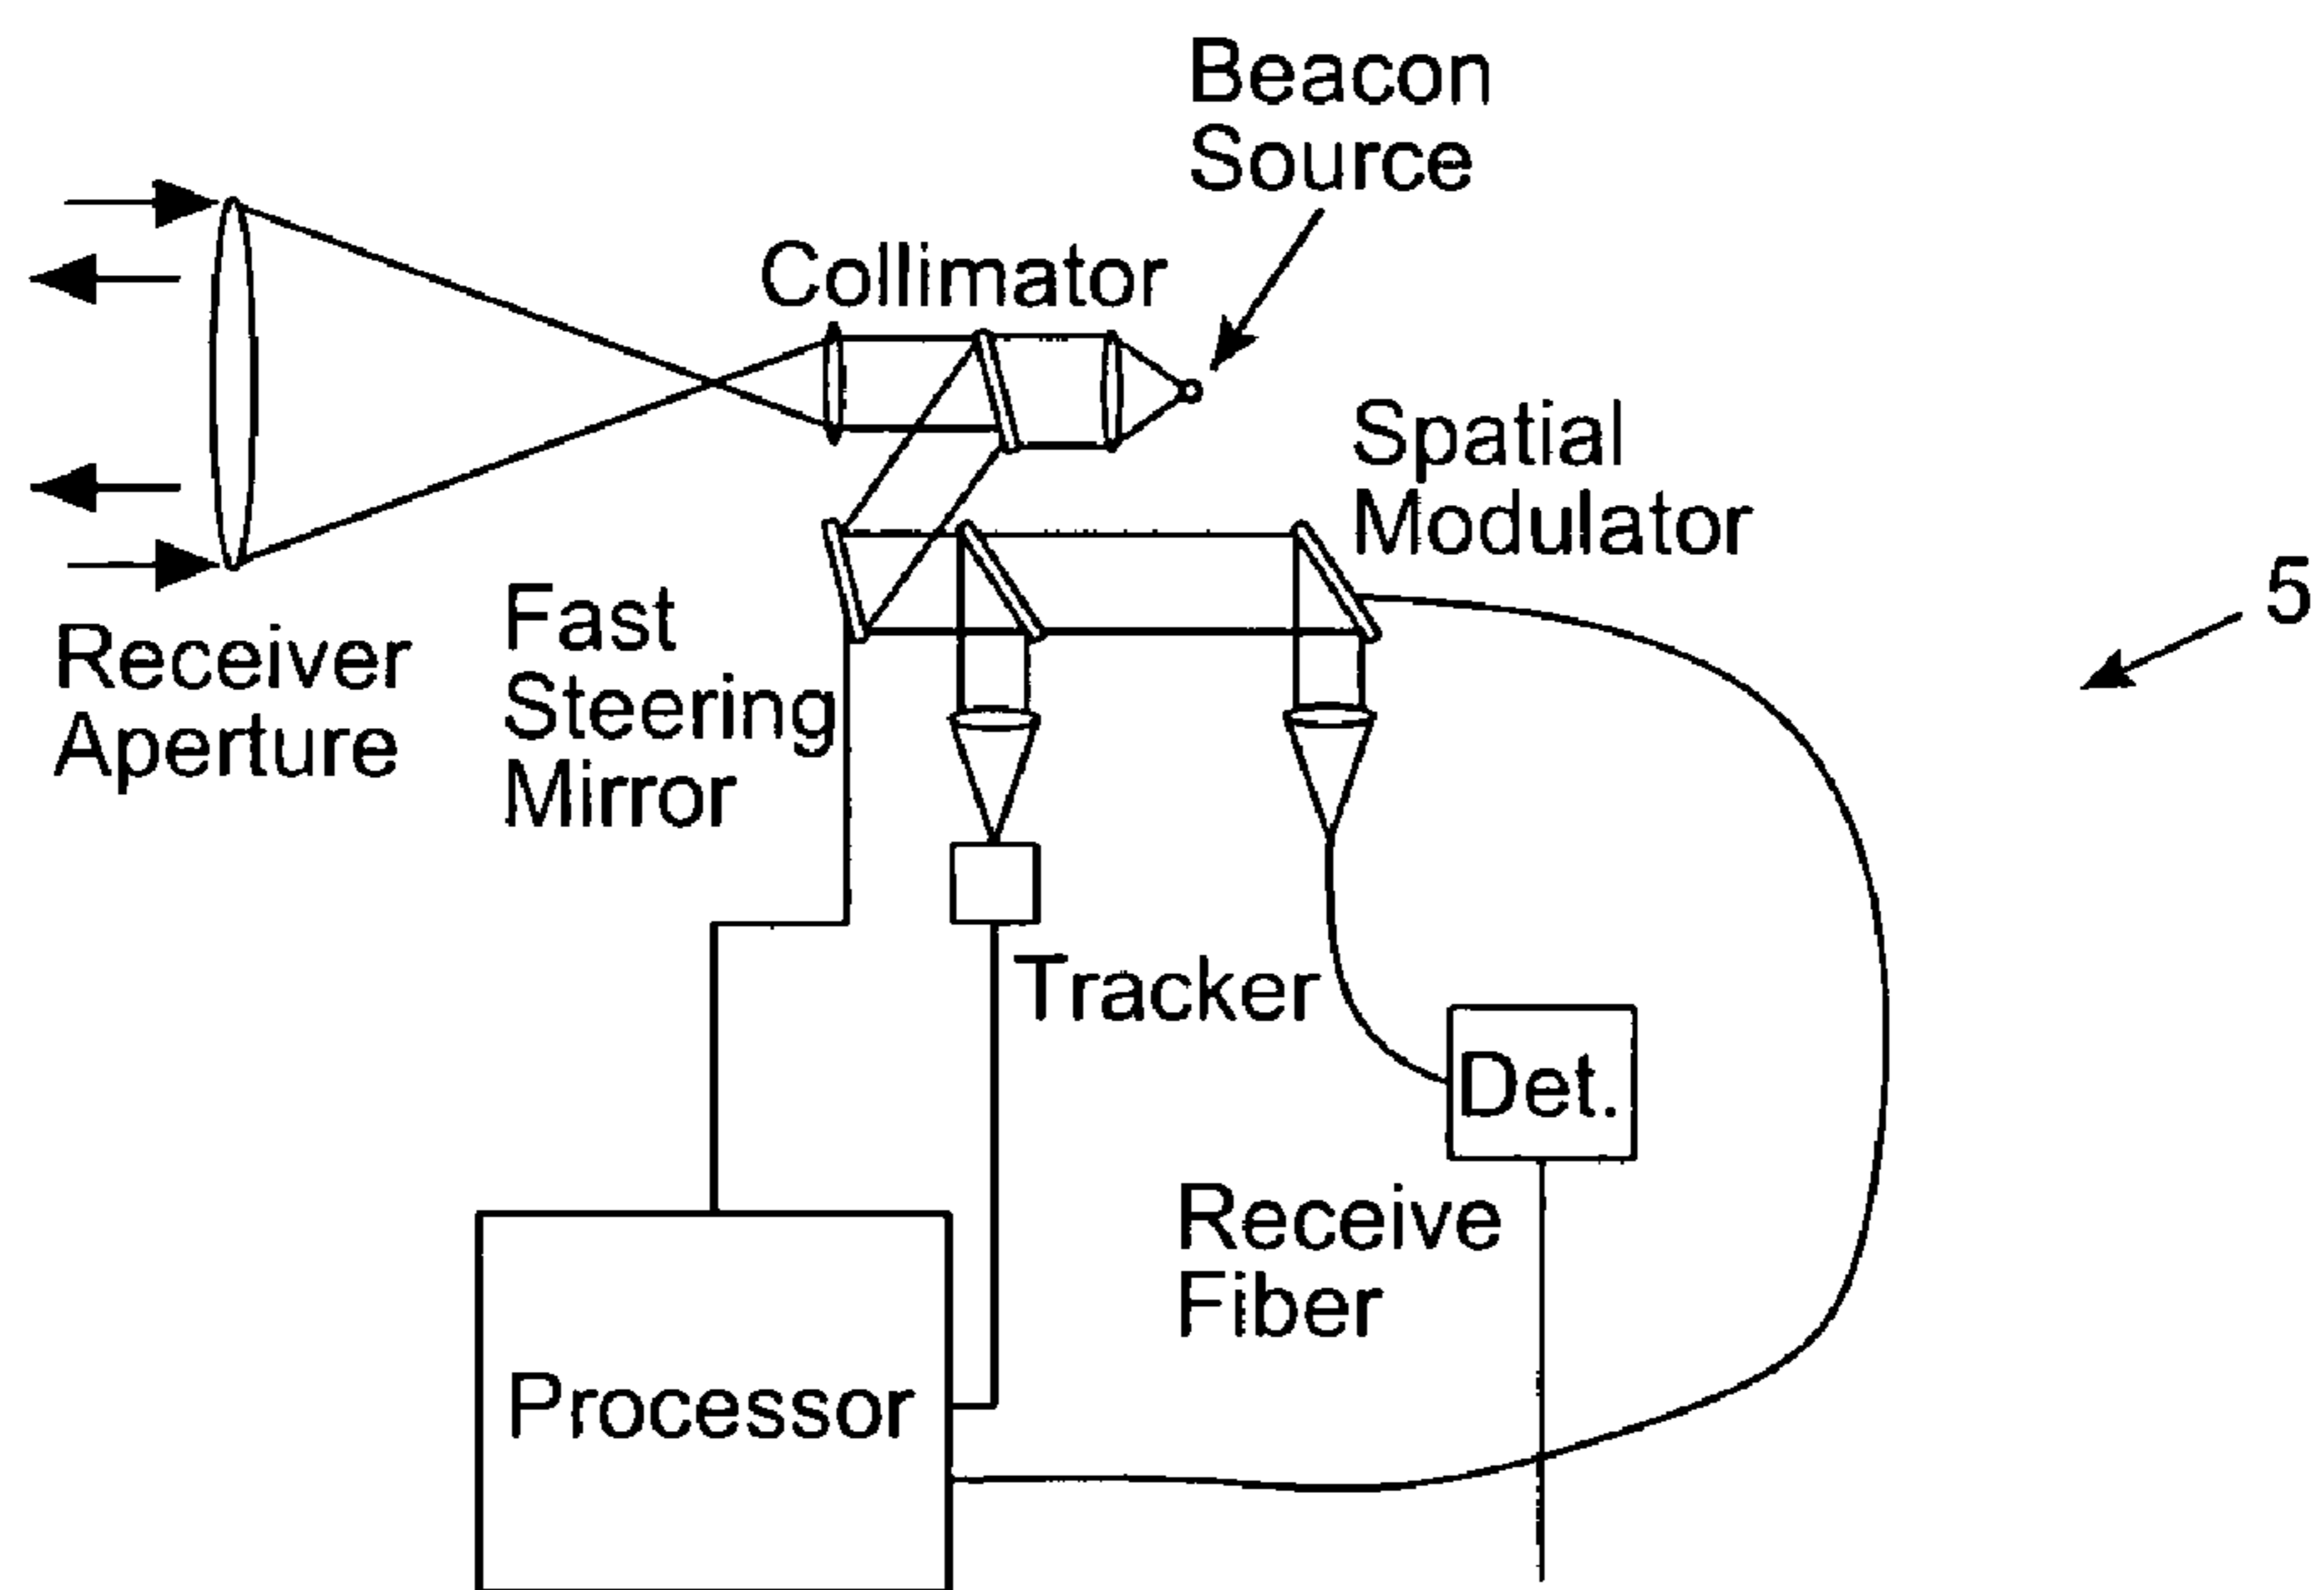 Beacon
Source
Collimator
Spatial
Modulator
5
Fast
Steering
Mirror
Receiver
Aperture
Tracker
Det.
Receive
Fiber
Processor